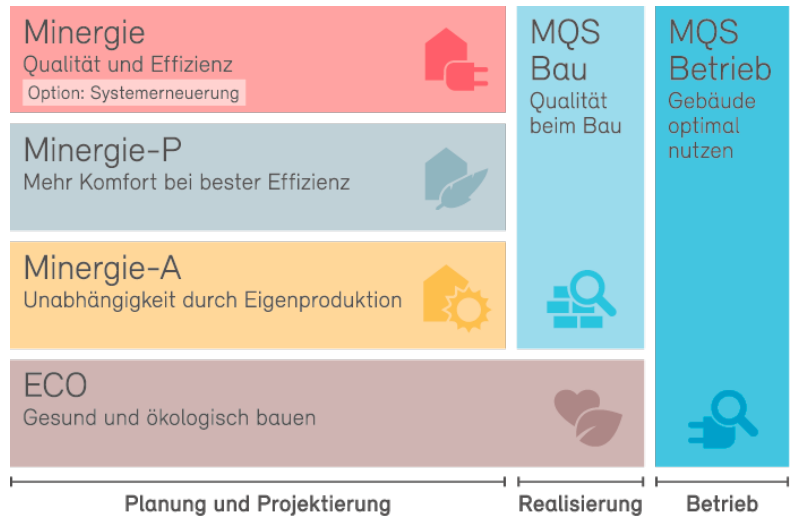 Minergie
Qualität und Effizienz
Option: Systemerneuerung
Minergie-P
Mehr Komfort bei bester Effizienz
Minergie-A
Unabhängigkeit durch Eigenproduktion
ECO
Gesund und ökologisch bauen
MQS
Bau
Qualität
beim Bau
MQS
Betrieb
Gebäude
optimal
nutzen
Planung und Projektierung
Realisierung
Betrieb